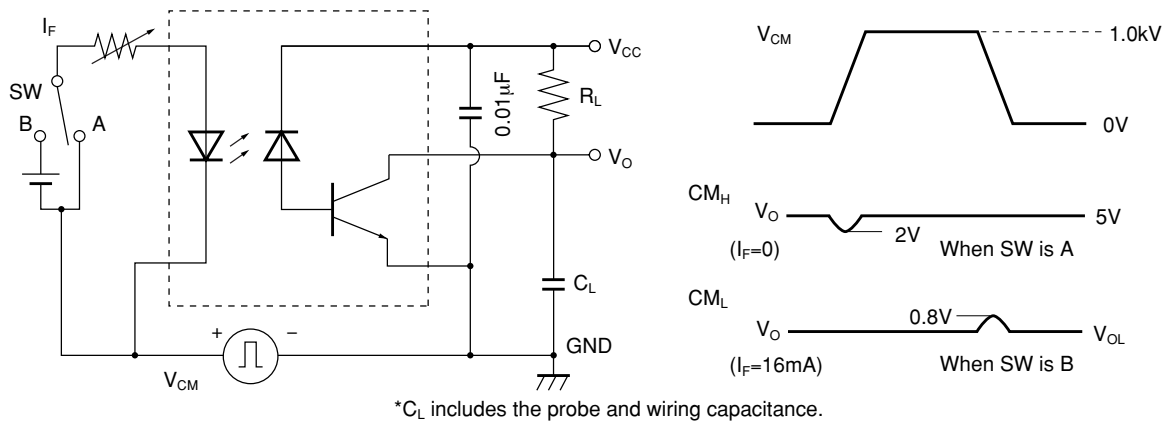 I_F
SW
B
A
0.01μF
V_CC
R_L
V_O
C_L
GND
+
−
V_CM
V_CM
1.0kV
0V
CM_H
V_O
5V
2V
(I_F=0)
When SW is A
CM_L
0.8V
V_O
V_OL
(I_F=16mA)
When SW is B
*C_L includes the probe and wiring capacitance.